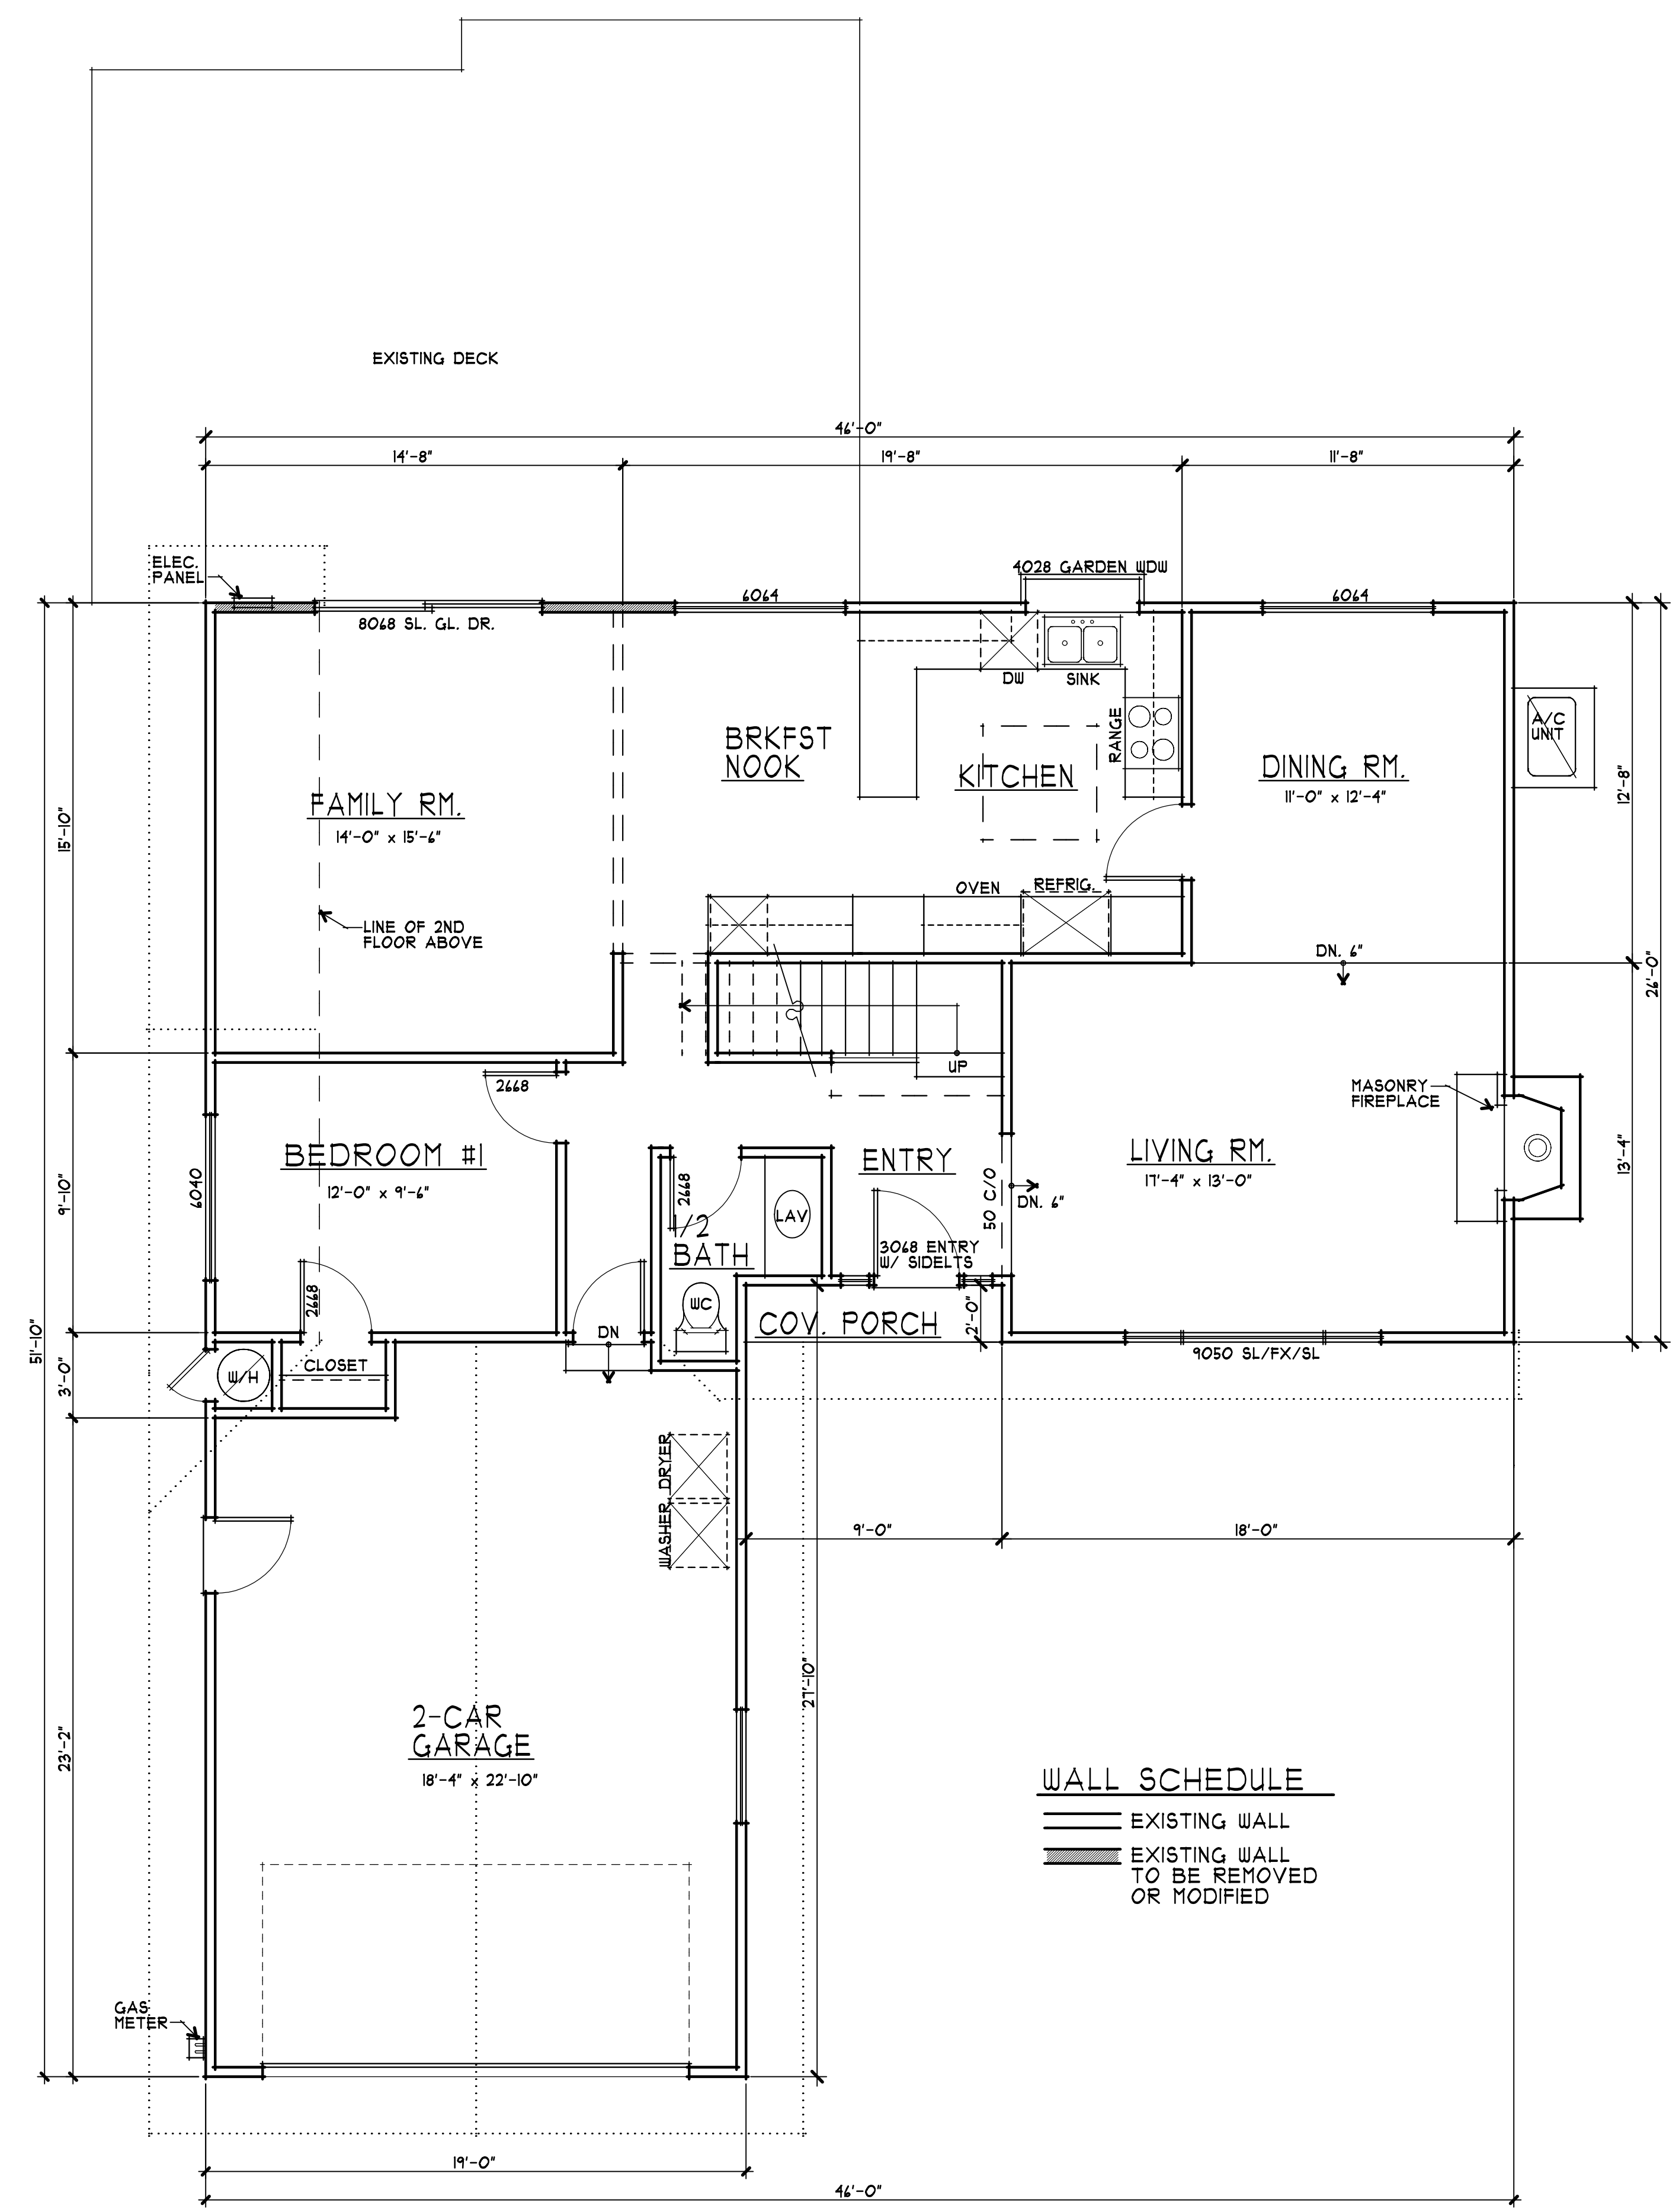 EXISTING DECK
46'-0"
14'-8"
19'-8"
11'-8"
ELEC.
PANEL
8068 SL. GL. DR.
6064
4028 GARDEN WDW
6064
DW
SINK
RANGE
A/C
UNIT
BRKFST
NOOK
KITCHEN
DINING RM.
11'-0" x 12'-4"
FAMILY RM.
14'-0" x 15'-6"
15'-10"
12'-8"
OVEN
REFRIG.
LINE OF 2ND
FLOOR ABOVE
DN. 6"
26'-0"
UP
2668
MASONRY
FIREPLACE
BEDROOM #1
12'-0" x 9'-6"
ENTRY
LIVING RM.
17'-4" x 13'-0"
13'-4"
9'-10"
6040
2668
LAV
50 C/O
DN. 6"
1/2
BATH
3068 ENTRY
W/ SIDELTS
2668
WC
COV. PORCH
2'-0"
DN
9050 SL/FX/SL
51'-10"
3'-0"
W/H
CLOSET
DRYER
WASHER
9'-0"
18'-0"
27'-10"
23'-2"
2-CAR
GARAGE
18'-4" x 22'-10"
WALL SCHEDULE
EXISTING WALL
EXISTING WALL
TO BE REMOVED
OR MODIFIED
GAS
METER
19'-0"
46'-0"